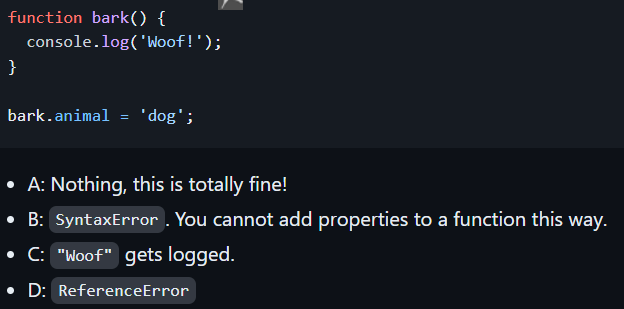 function bark() {
  console.log('Woof!');
}
bark.animal = 'dog';
A: Nothing, this is totally fine!
B: SyntaxError. You cannot add properties to a function this way.
C: "Woof" gets logged.
D: ReferenceError